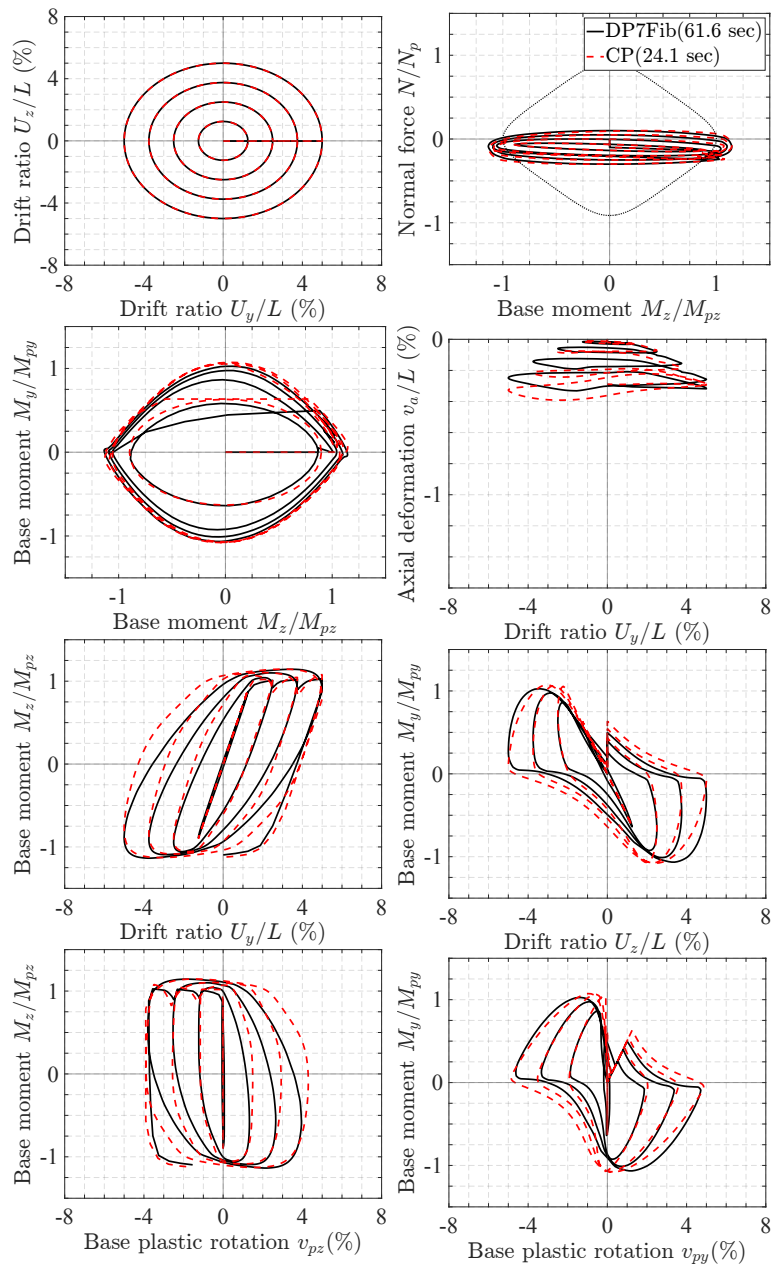 8
4
0
-4
-8
Drift ratio U_z/L (%)
-8 -4 0 4 8
Drift ratio U_y/L (%)
DP7Fib(61.6 sec)
CP(24.1 sec)
1
0
-1
Normal force N/N_p
-1 0 1
Base moment M_z/M_pz
1
0
-1
Base moment M_y/M_py
-1 0 1
Base moment M_z/M_pz
0
-1
Axial deformation v_a/L (%)
-8 -4 0 4 8
Drift ratio U_y/L (%)
1
0
-1
Base moment M_z/M_pz
-8 -4 0 4 8
Drift ratio U_y/L (%)
1
0
-1
Base moment M_y/M_py
-8 -4 0 4 8
Drift ratio U_z/L (%)
1
0
-1
Base moment M_z/M_pz
-8 -4 0 4 8
Base plastic rotation v_pz(%)
1
0
-1
Base moment M_y/M_py
-8 -4 0 4 8
Base plastic rotation v_py(%)